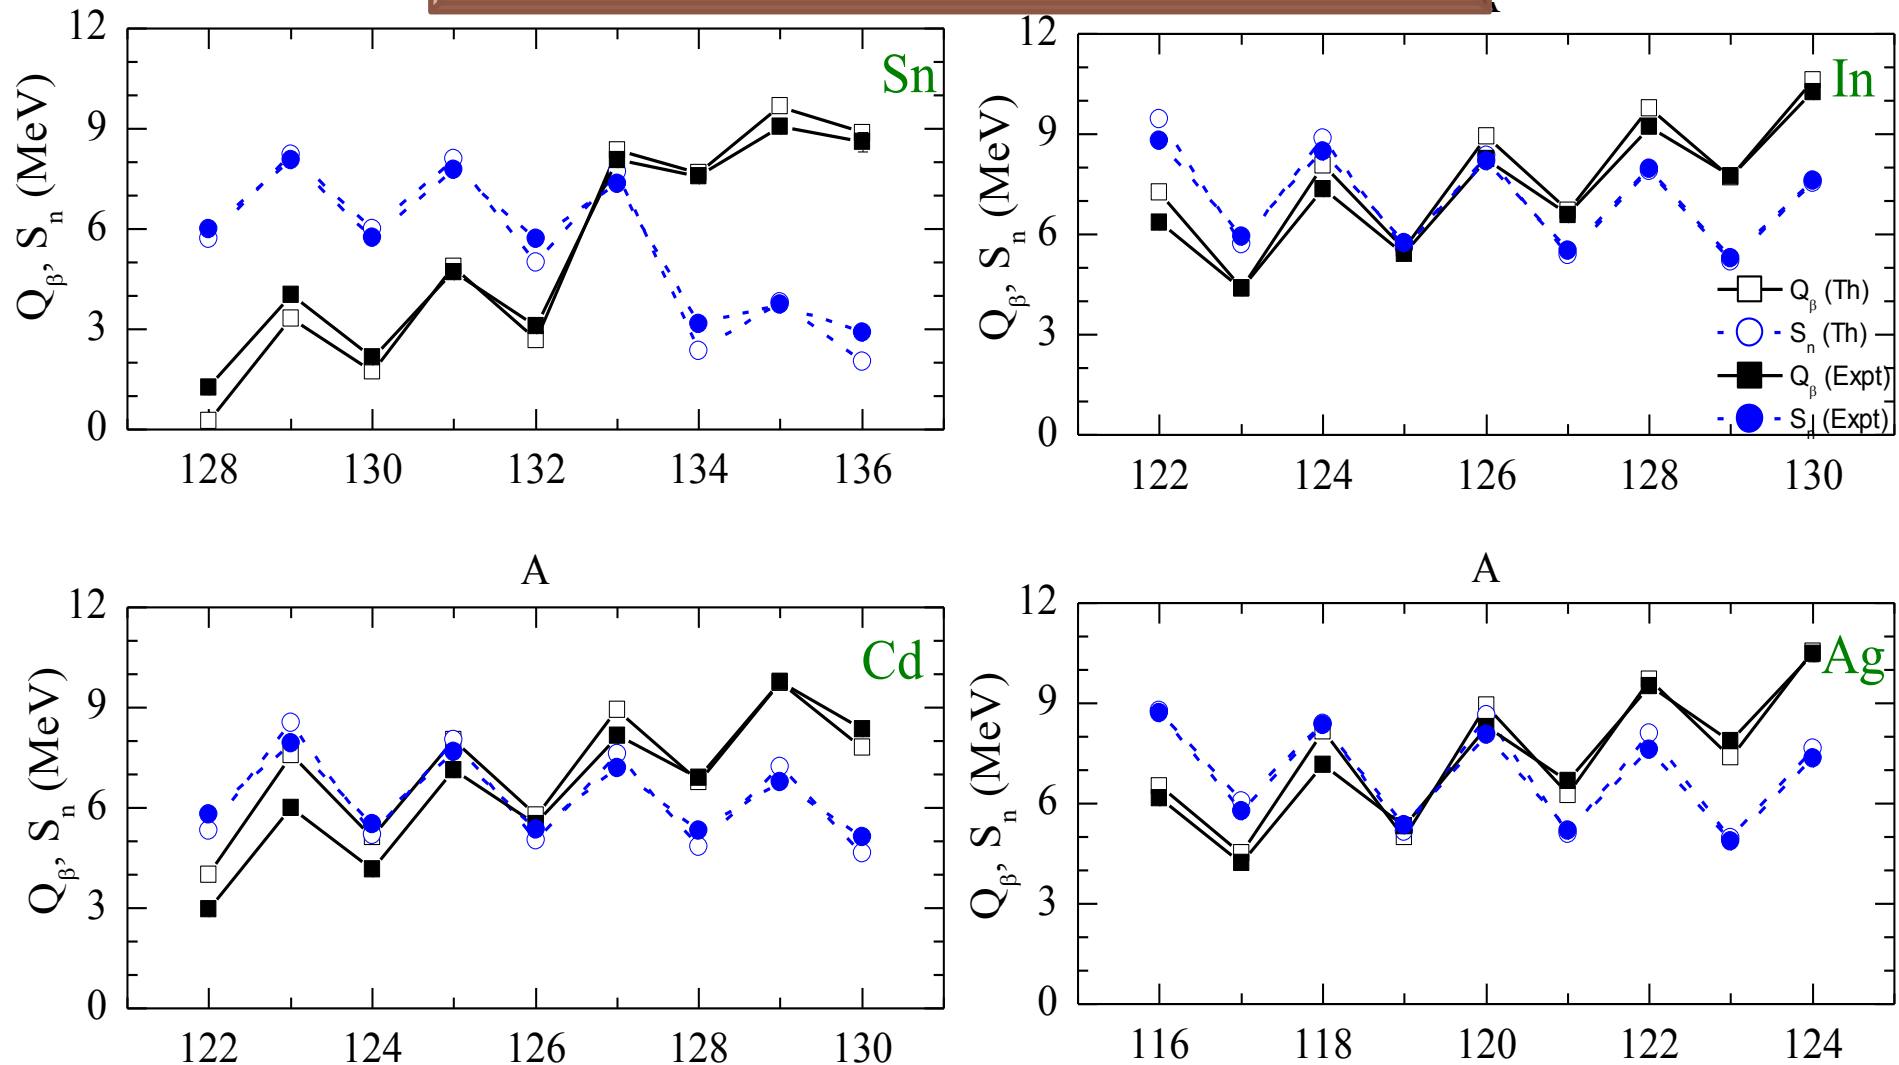 Sn
Q_β, S_n (MeV)
12
9
6
3
0
128 130 132 134 136
A
In
Q_β, S_n (MeV)
12
9
6
3
0
Q_β (Th)
S_n (Th)
Q_β (Expt)
S_n (Expt)
122 124 126 128 130
A
Cd
Q_β, S_n (MeV)
12
9
6
3
0
122 124 126 128 130
Ag
Q_β, S_n (MeV)
12
9
6
3
0
116 118 120 122 124